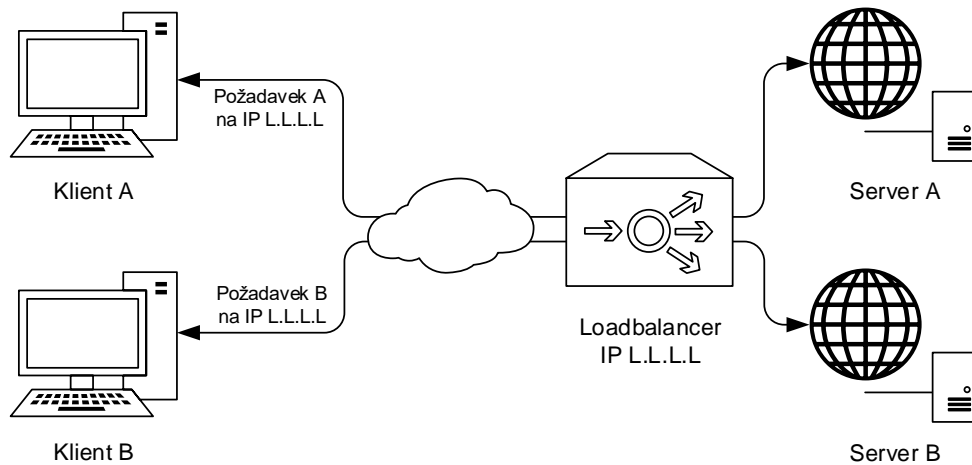 Požadavek A
na IP L.L.L.L
Klient A
Server A
Požadavek B
na IP L.L.L.L
Loadbalancer
IP L.L.L.L
Klient B
Server B